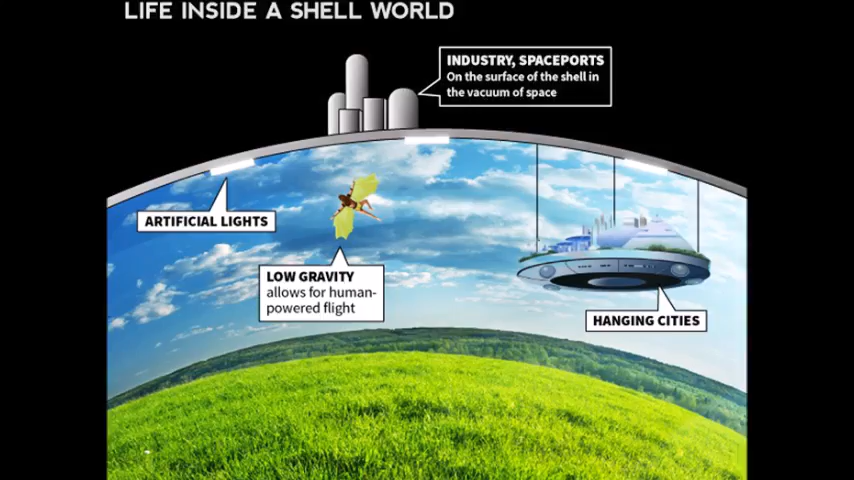 LIFE INSIDE A SHELL WORLD
INDUSTRY, SPACEPORTS
On the surface of the shell in
the vacuum of space
ARTIFICIAL LIGHTS
LOW GRAVITY
allows for human-
powered flight
HANGING CITIES